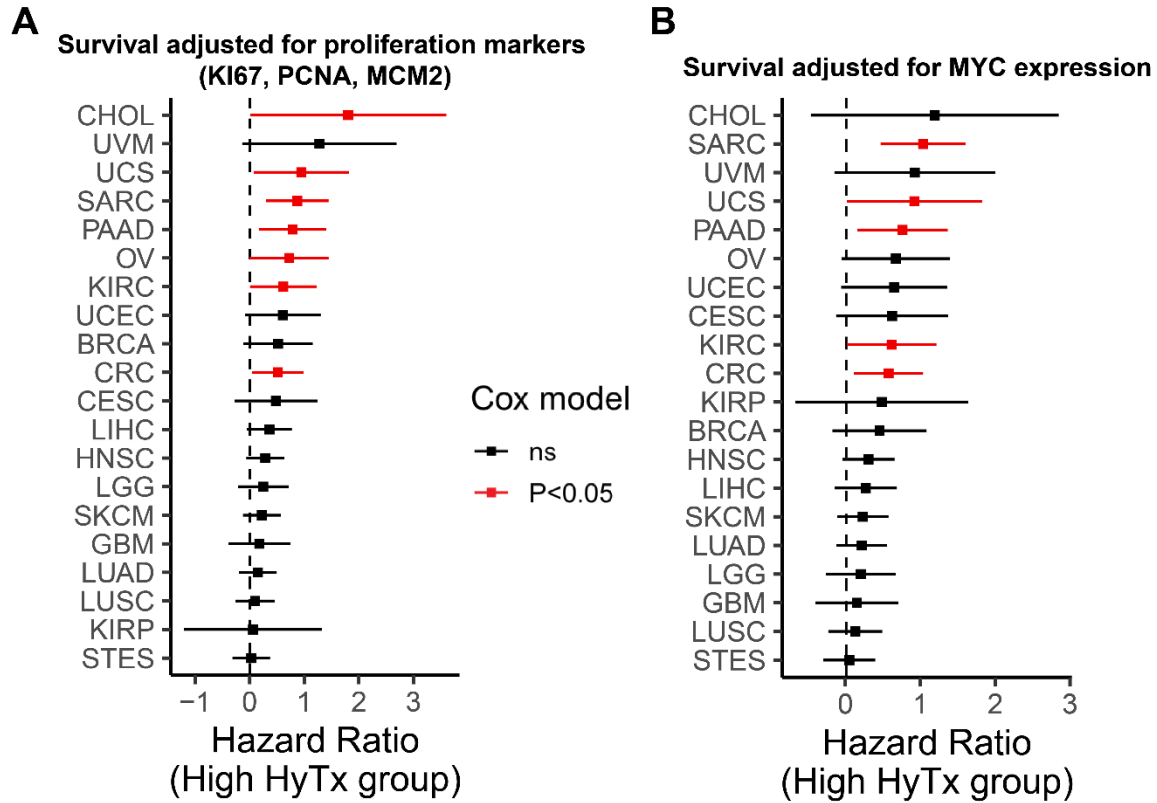 A
Survival adjusted for proliferation markers
(KI67, PCNA, MCM2)
CHOL
UVM
UCS
SARC
PAAD
OV
KIRC
UCEC
BRCA
CRC
CESC
LIHC
HNSC
LGG
SKCM
GBM
LUAD
LUSC
KIRP
STES
−1 0 1 2 3
Hazard Ratio
(High HyTx group)
Cox model
ns
P<0.05
B
Survival adjusted for MYC expression
CHOL
SARC
UVM
UCS
PAAD
OV
UCEC
CESC
KIRC
CRC
KIRP
BRCA
HNSC
LIHC
SKCM
LUAD
LGG
GBM
LUSC
STES
0 1 2 3
Hazard Ratio
(High HyTx group)